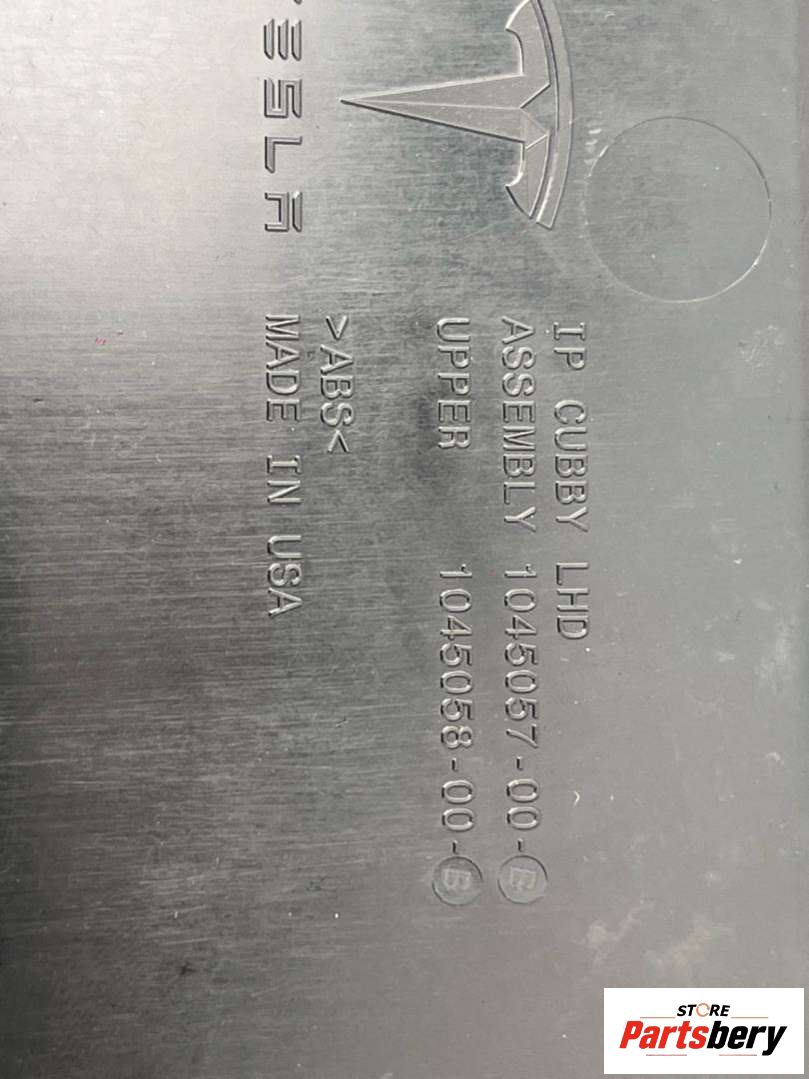 TESLA
IP CUBBY LHD
ASSEMBLY 1045057-00-
UPPER 1045058-00-B
>ABS<
MADE IN USA
STORE
Partsbery